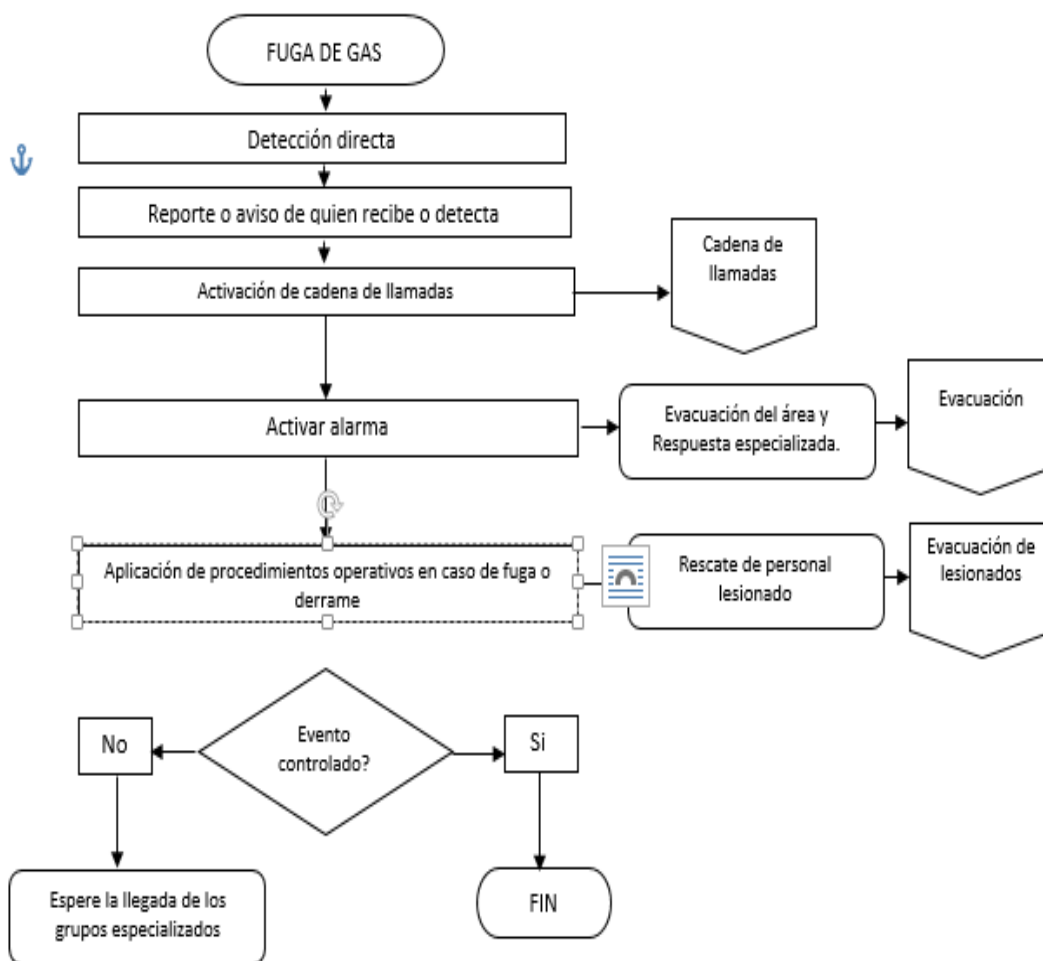 FUGA DE GAS
Detección directa
Reporte o aviso de quien recibe o detecta
Activación de cadena de llamadas
Cadena de
llamadas
Activar alarma
Evacuación del área y
Respuesta especializada.
Evacuación
Aplicación de procedimientos operativos en caso de fuga o
derrame
Rescate de personal
lesionado
Evacuación de
lesionados
Evento
controlado?
No
Si
Espere la llegada de los
grupos especializados
FIN